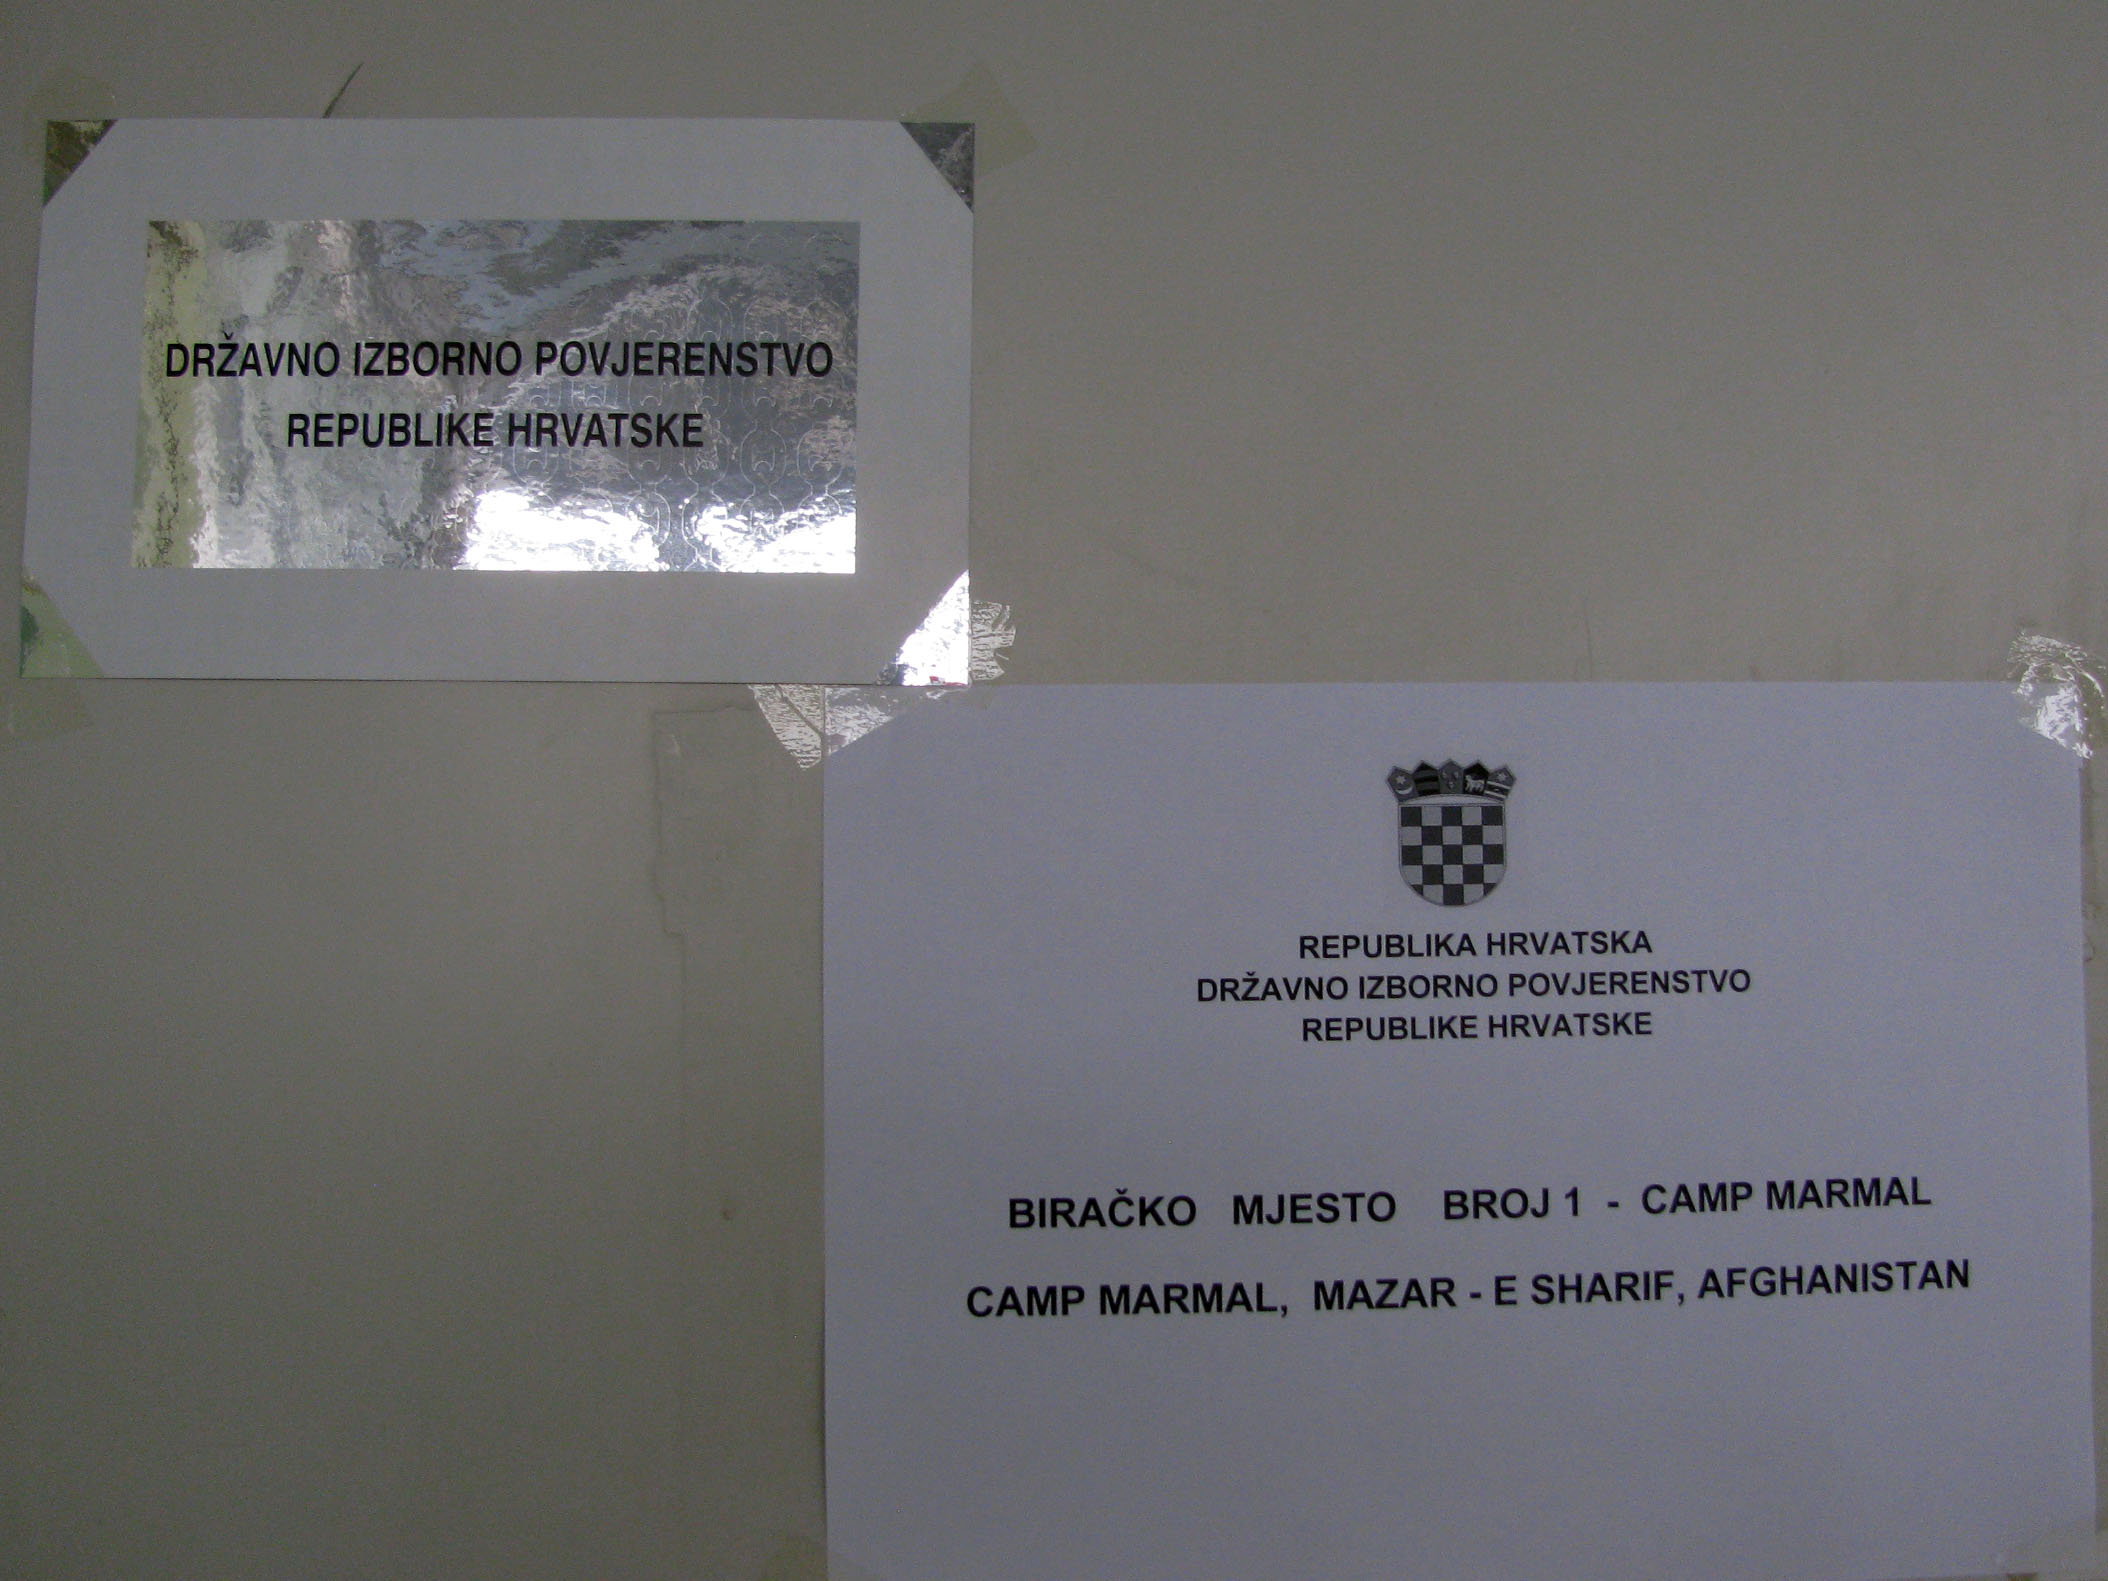 DRŽAVNO IZBORNO POVJERENSTVO
REPUBLIKE HRVATSKE
REPUBLIKA HRVATSKA
DRŽAVNO IZBORNO POVJERENSTVO
REPUBLIKE HRVATSKE
BIRAČKO MJESTO BROJ 1 - CAMP MARMAL
CAMP MARMAL, MAZAR - E SHARIF, AFGHANISTAN